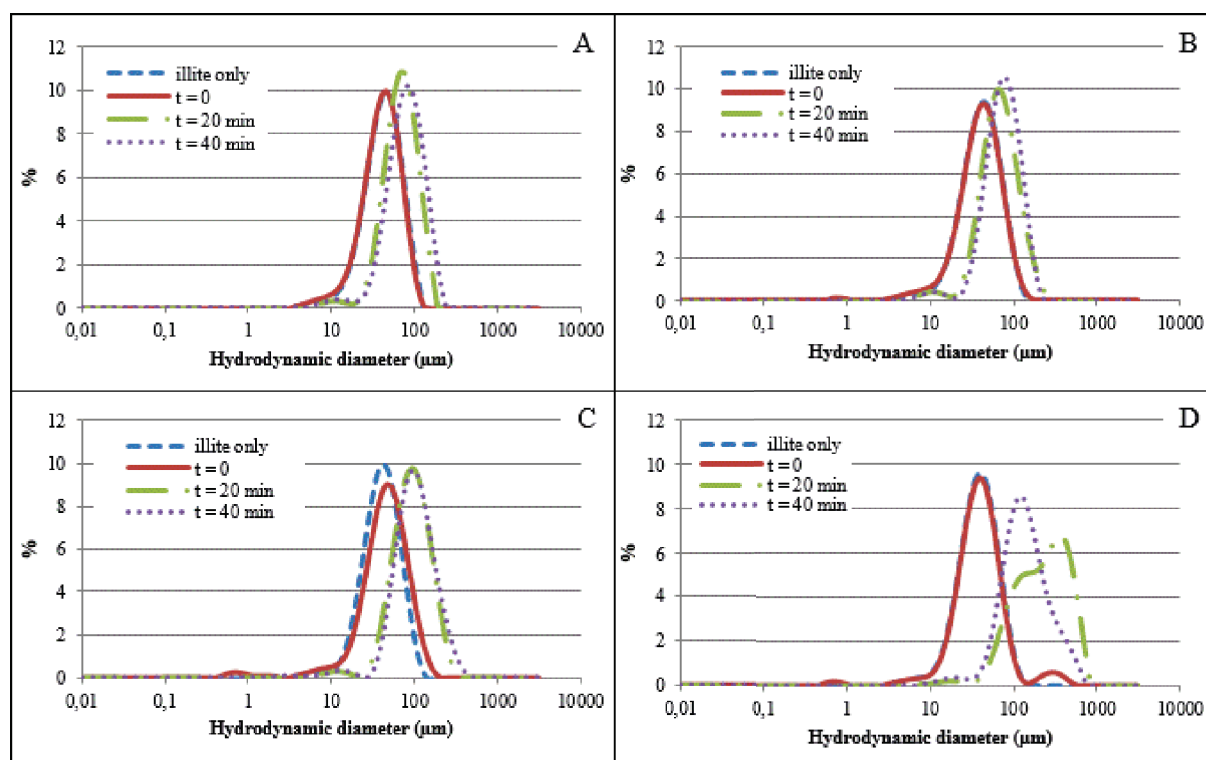 A
12
10
8
6
4
2
0
%
illite only
t = 0
t = 20 min
t = 40 min
0,01 0,1 1 10 100 1000 10000
Hydrodynamic diameter (µm)
B
12
10
8
6
4
2
0
%
illite only
t = 0
t = 20 min
t = 40 min
0,01 0,1 1 10 100 1000 10000
Hydrodynamic diameter (µm)
C
12
10
8
6
4
2
0
%
illite only
t = 0
t = 20 min
t = 40 min
0,01 0,1 1 10 100 1000 10000
Hydrodynamic diameter (µm)
D
12
10
8
6
4
2
0
%
illite only
t = 0
t = 20 min
t = 40 min
0,01 0,1 1 10 100 1000 10000
Hydrodynamic diameter (µm)